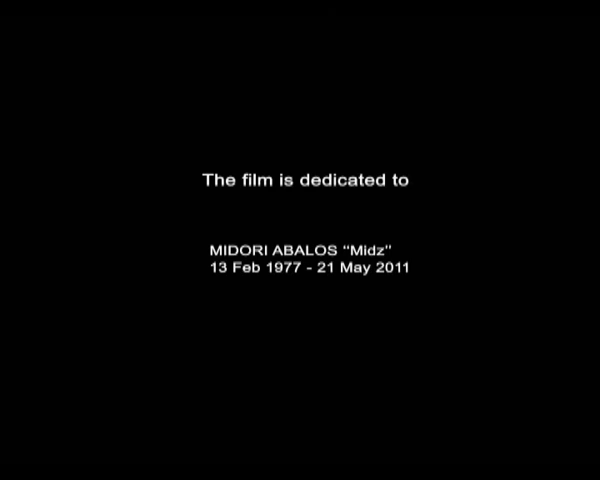 The film is dedicated to
MIDORI ABALOS “Midz”
13 Feb 1977 - 21 May 2011